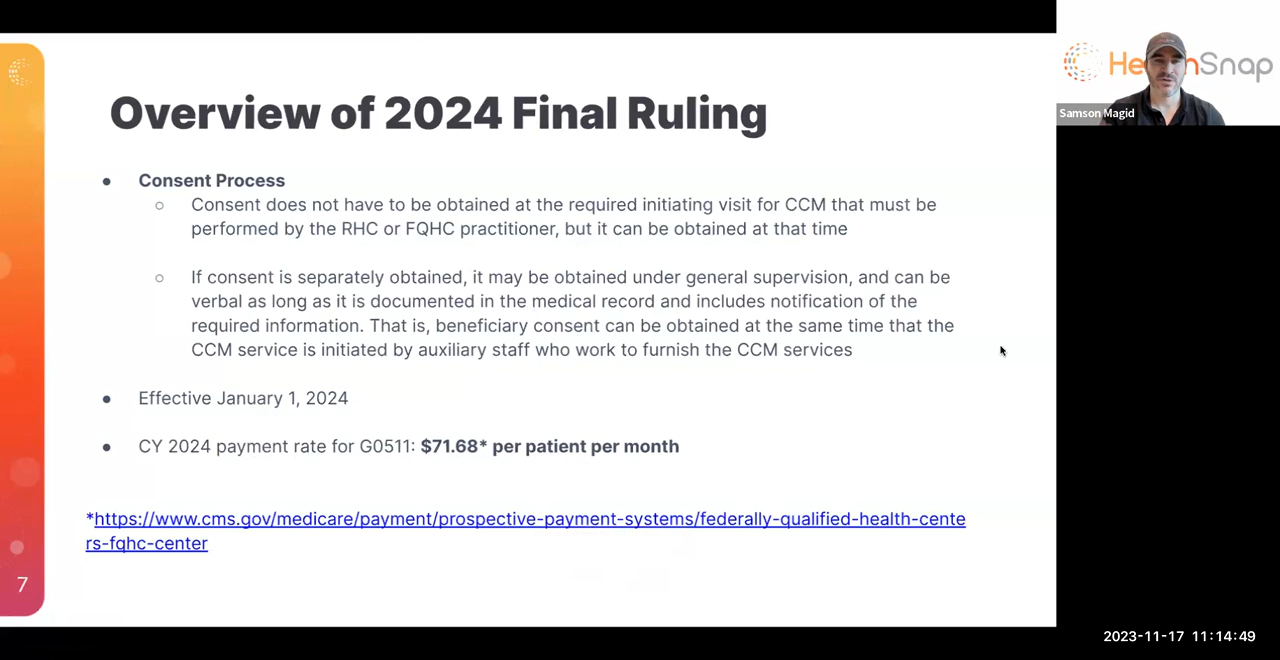 Overview of 2024 Final Ruling
● Consent Process
○ Consent does not have to be obtained at the required initiating visit for CCM that must be
performed by the RHC or FQHC practitioner, but it can be obtained at that time
○ If consent is separately obtained, it may be obtained under general supervision, and can be
verbal as long as it is documented in the medical record and includes notification of the
required information. That is, beneficiary consent can be obtained at the same time that the
CCM service is initiated by auxiliary staff who work to furnish the CCM services
● Effective January 1, 2024
● CY 2024 payment rate for G0511: $71.68* per patient per month
*https://www.cms.gov/medicare/payment/prospective-payment-systems/federally-qualified-health-cente
rs-fqhc-center
7
He nSnap
Samson Magid
2023-11-17 11:14:49